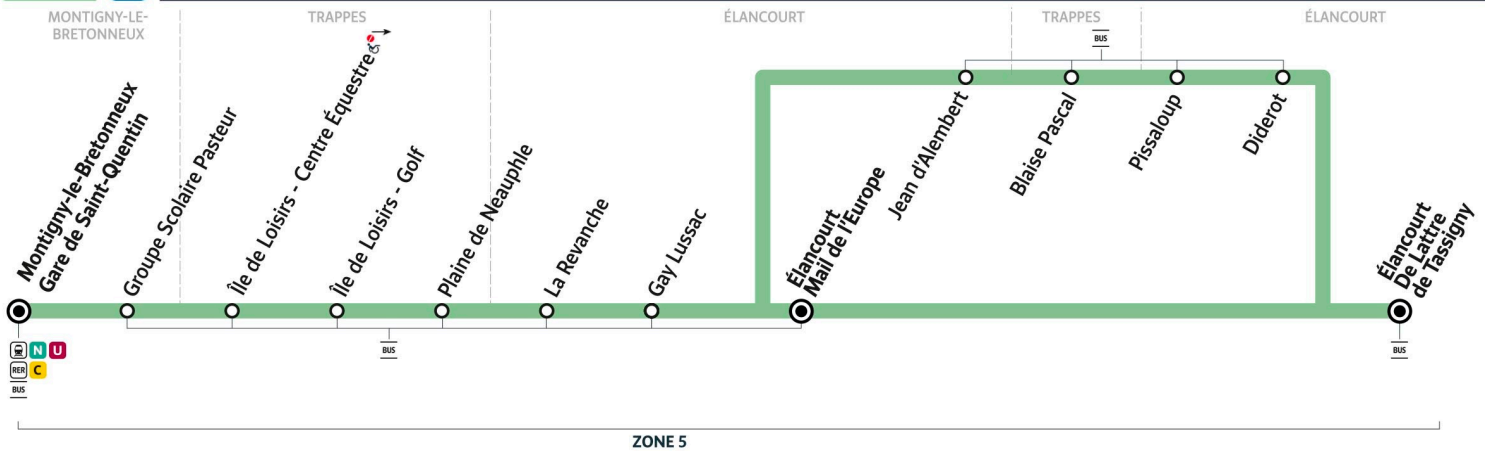 MONTIGNY-LE-
BRETONNEUX
TRAPPES
ÉLANCOURT
TRAPPES
ÉLANCOURT
BUS
Montigny-le-Bretonneux
Gare de Saint-Quentin
Groupe Scolaire Pasteur
Île de Loisirs - Centre Équestre
Île de Loisirs - Golf
Plaine de Neauphle
La Revanche
Gay Lussac
Élancourt
Mail de l'Europe
Jean d'Alembert
Blaise Pascal
Pissaloup
Diderot
Élancourt
De Lattre
de Tassigny
N U
RER C
BUS
BUS
BUS
ZONE 5